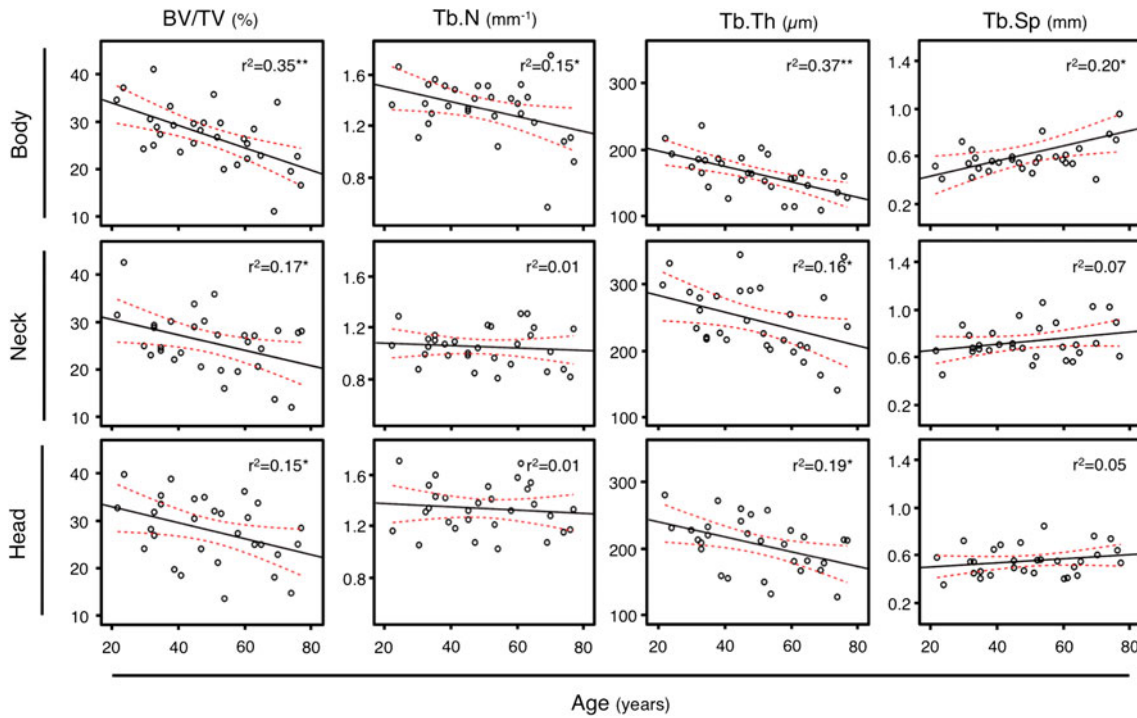 BV/TV (%) Tb.N (mm⁻¹) Tb.Th (μm) Tb.Sp (mm)
Body
40
30
20
10
r²=0.35**
1.6
1.2
0.8
r²=0.15*
300
200
100
r²=0.37**
1.4
1.0
0.6
0.2
r²=0.20*
Neck
40
30
20
10
r²=0.17*
1.6
1.2
0.8
r²=0.01
300
200
100
r²=0.16*
1.4
1.0
0.6
0.2
r²=0.07
Head
40
30
20
10
r²=0.15*
1.6
1.2
0.8
r²=0.01
300
200
100
r²=0.19*
1.4
1.0
0.6
0.2
r²=0.05
20 40 60 80 20 40 60 80 20 40 60 80 20 40 60 80
Age (years)